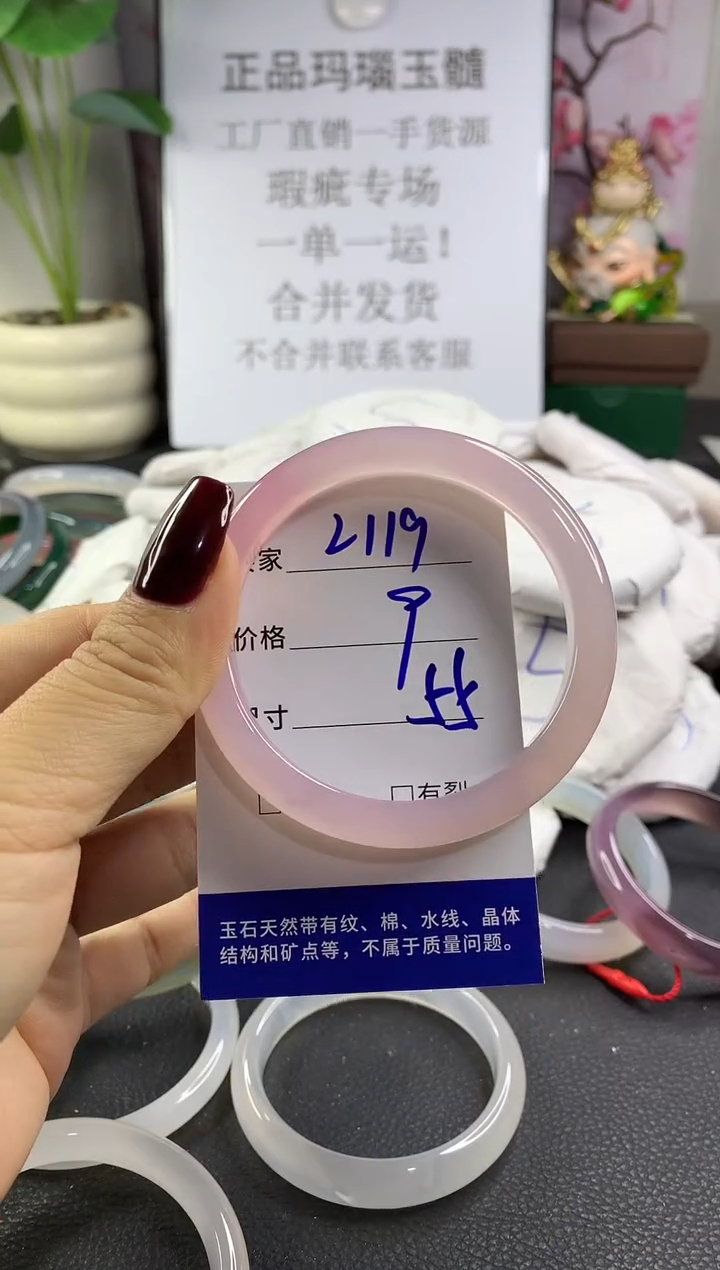 正品玛瑙玉髓
工厂直销一手货源
瑕疵专场
一单一运！
合并发货
不合并联系客服
家 2119
价格 9
寸 55
□有裂
玉石天然带有纹、棉、水线、晶体
结构和矿点等，不属于质量问题。